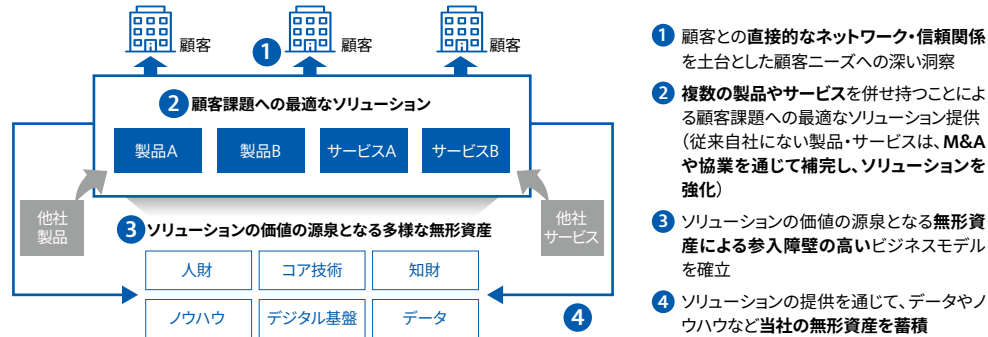 顧客
顧客
顧客
1
2 顧客課題への最適なソリューション
製品A
製品B
サービスA
サービスB
他社
製品
他社
サービス
3 ソリューションの価値の源泉となる多様な無形資産
人財
コア技術
知財
ノウハウ
デジタル基盤
データ
4
1 顧客との直接的なネットワーク・信頼関係
を土台とした顧客ニーズへの深い洞察
2 複数の製品やサービスを併せ持つことによ
る顧客課題への最適なソリューション提供
（従来自社にない製品・サービスは、M&A
や協業を通じて補完し、ソリューションを
強化）
3 ソリューションの価値の源泉となる無形資
産による参入障壁の高いビジネスモデル
を確立
4 ソリューションの提供を通じて、データやノ
ウハウなど当社の無形資産を蓄積